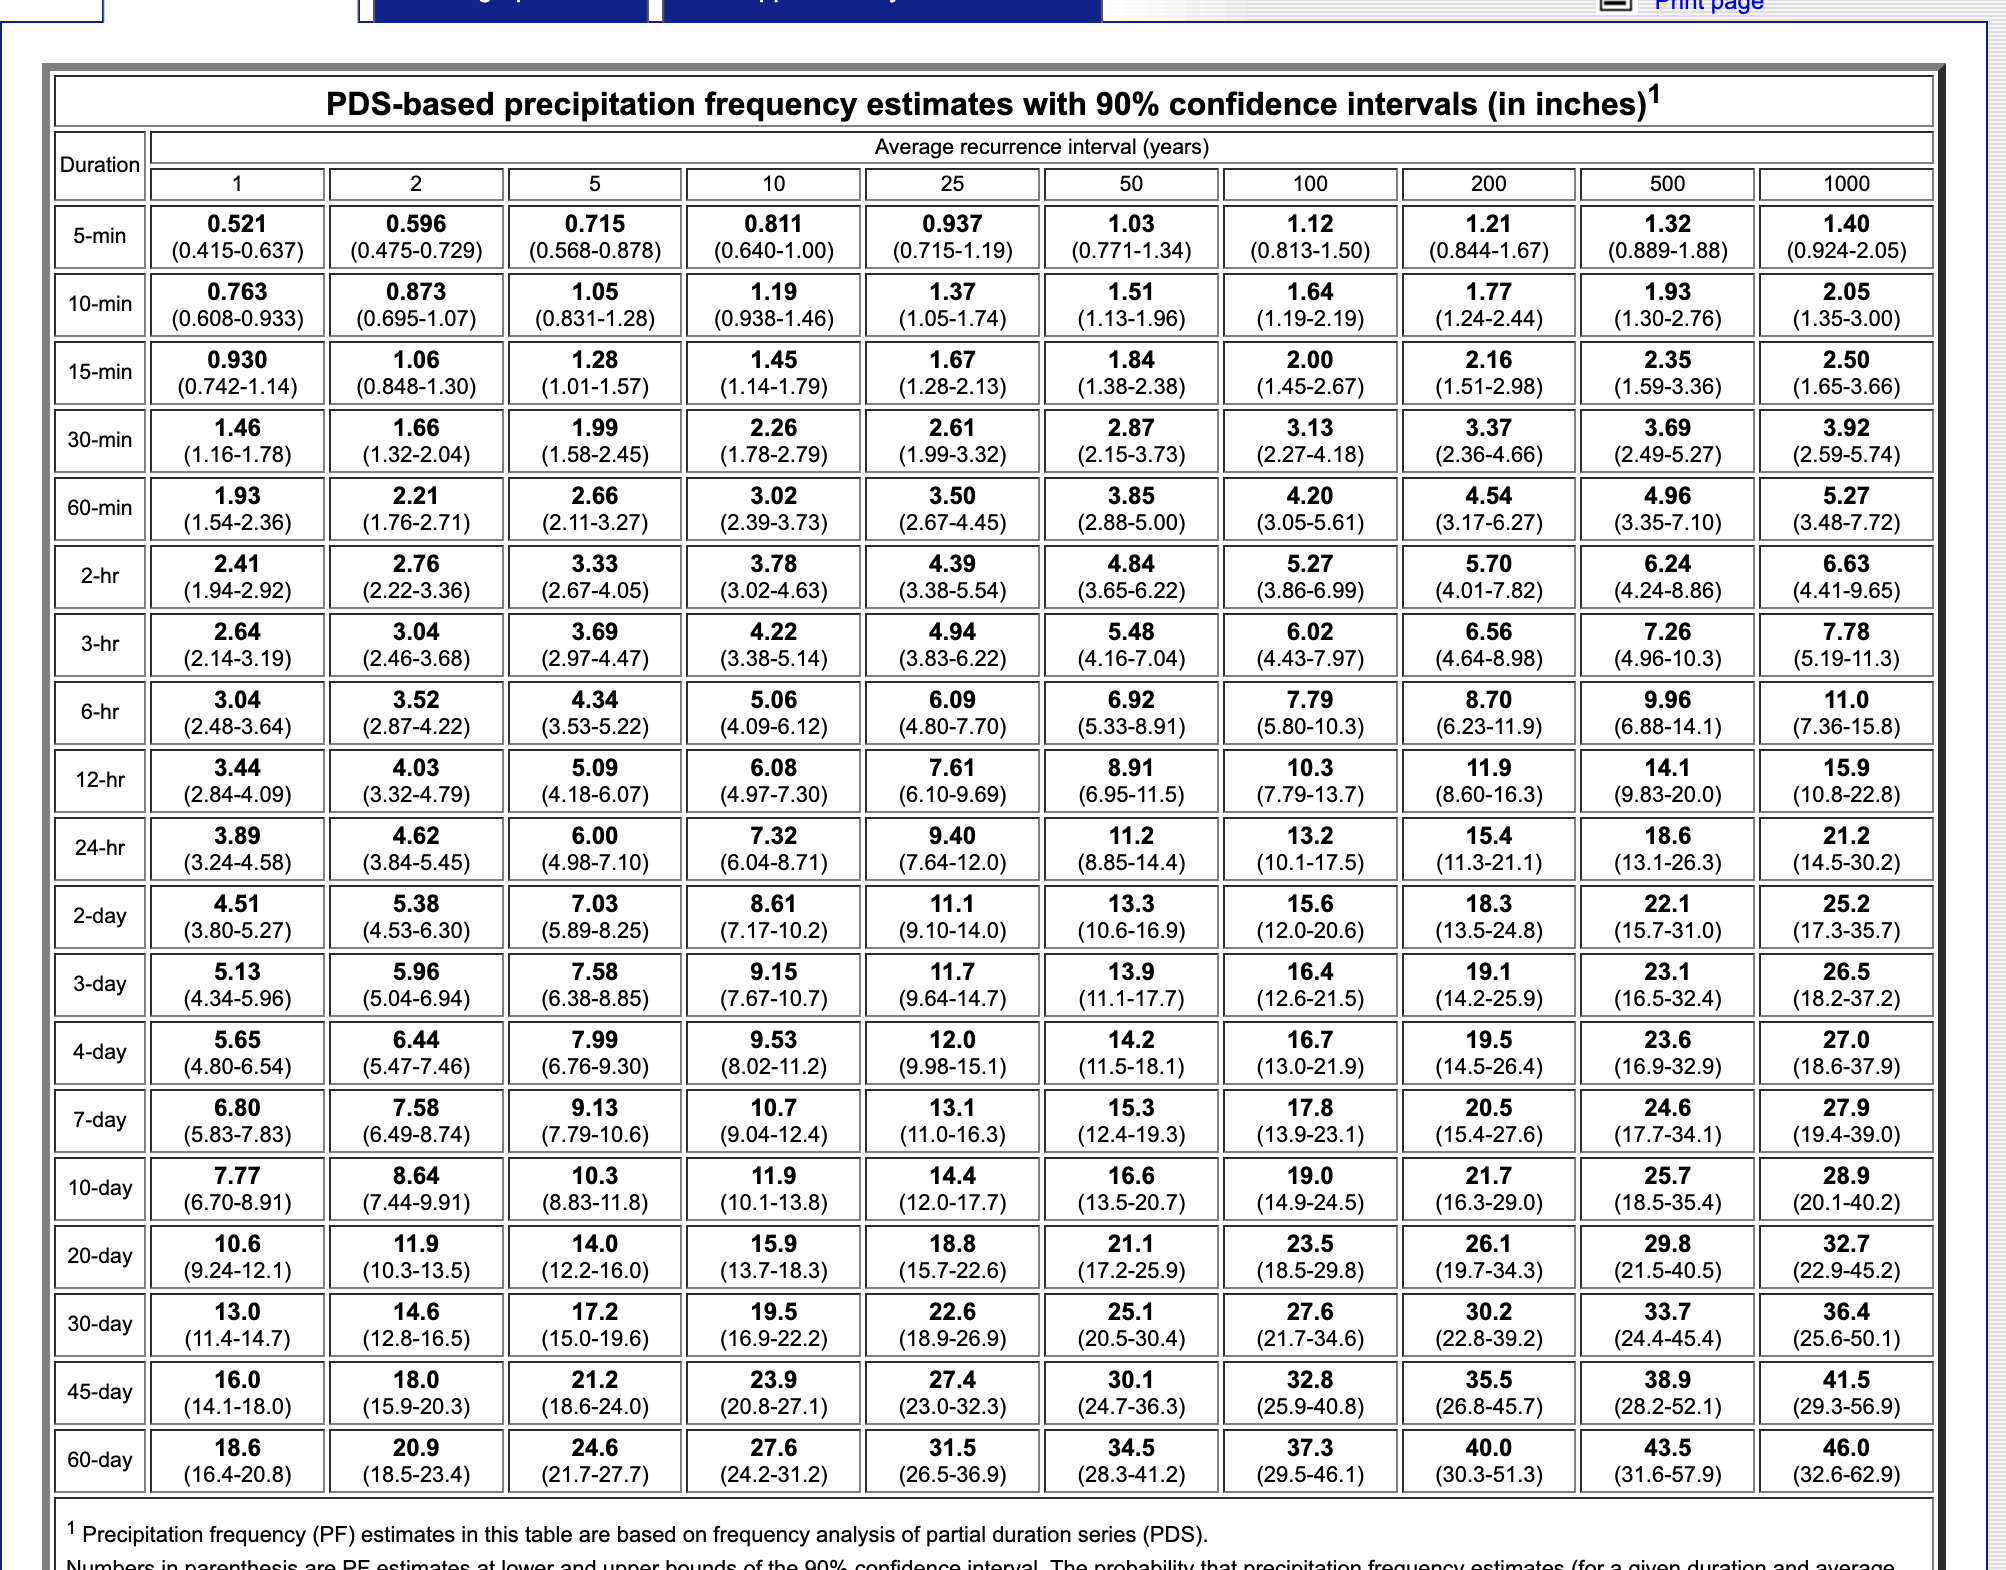 Print page
PDS-based precipitation frequency estimates with 90% confidence intervals (in inches)1
Duration
Average recurrence interval (years)
1 2 5 10 25 50 100 200 500 1000
5-min
0.521 0.596 0.715 0.811 0.937 1.03 1.12 1.21 1.32 1.40
(0.415-0.637) (0.475-0.729) (0.568-0.878) (0.640-1.00) (0.715-1.19) (0.771-1.34) (0.813-1.50) (0.844-1.67) (0.889-1.88) (0.924-2.05)
10-min
0.763 0.873 1.05 1.19 1.37 1.51 1.64 1.77 1.93 2.05
(0.608-0.933) (0.695-1.07) (0.831-1.28) (0.938-1.46) (1.05-1.74) (1.13-1.96) (1.19-2.19) (1.24-2.44) (1.30-2.76) (1.35-3.00)
15-min
0.930 1.06 1.28 1.45 1.67 1.84 2.00 2.16 2.35 2.50
(0.742-1.14) (0.848-1.30) (1.01-1.57) (1.14-1.79) (1.28-2.13) (1.38-2.38) (1.45-2.67) (1.51-2.98) (1.59-3.36) (1.65-3.66)
30-min
1.46 1.66 1.99 2.26 2.61 2.87 3.13 3.37 3.69 3.92
(1.16-1.78) (1.32-2.04) (1.58-2.45) (1.78-2.79) (1.99-3.32) (2.15-3.73) (2.27-4.18) (2.36-4.66) (2.49-5.27) (2.59-5.74)
60-min
1.93 2.21 2.66 3.02 3.50 3.85 4.20 4.54 4.96 5.27
(1.54-2.36) (1.76-2.71) (2.11-3.27) (2.39-3.73) (2.67-4.45) (2.88-5.00) (3.05-5.61) (3.17-6.27) (3.35-7.10) (3.48-7.72)
2-hr
2.41 2.76 3.33 3.78 4.39 4.84 5.27 5.70 6.24 6.63
(1.94-2.92) (2.22-3.36) (2.67-4.05) (3.02-4.63) (3.38-5.54) (3.65-6.22) (3.86-6.99) (4.01-7.82) (4.24-8.86) (4.41-9.65)
3-hr
2.64 3.04 3.69 4.22 4.94 5.48 6.02 6.56 7.26 7.78
(2.14-3.19) (2.46-3.68) (2.97-4.47) (3.38-5.14) (3.83-6.22) (4.16-7.04) (4.43-7.97) (4.64-8.98) (4.96-10.3) (5.19-11.3)
6-hr
3.04 3.52 4.34 5.06 6.09 6.92 7.79 8.70 9.96 11.0
(2.48-3.64) (2.87-4.22) (3.53-5.22) (4.09-6.12) (4.80-7.70) (5.33-8.91) (5.80-10.3) (6.23-11.9) (6.88-14.1) (7.36-15.8)
12-hr
3.44 4.03 5.09 6.08 7.61 8.91 10.3 11.9 14.1 15.9
(2.84-4.09) (3.32-4.79) (4.18-6.07) (4.97-7.30) (6.10-9.69) (6.95-11.5) (7.79-13.7) (8.60-16.3) (9.83-20.0) (10.8-22.8)
24-hr
3.89 4.62 6.00 7.32 9.40 11.2 13.2 15.4 18.6 21.2
(3.24-4.58) (3.84-5.45) (4.98-7.10) (6.04-8.71) (7.64-12.0) (8.85-14.4) (10.1-17.5) (11.3-21.1) (13.1-26.3) (14.5-30.2)
2-day
4.51 5.38 7.03 8.61 11.1 13.3 15.6 18.3 22.1 25.2
(3.80-5.27) (4.53-6.30) (5.89-8.25) (7.17-10.2) (9.10-14.0) (10.6-16.9) (12.0-20.6) (13.5-24.8) (15.7-31.0) (17.3-35.7)
3-day
5.13 5.96 7.58 9.15 11.7 13.9 16.4 19.1 23.1 26.5
(4.34-5.96) (5.04-6.94) (6.38-8.85) (7.67-10.7) (9.64-14.7) (11.1-17.7) (12.6-21.5) (14.2-25.9) (16.5-32.4) (18.2-37.2)
4-day
5.65 6.44 7.99 9.53 12.0 14.2 16.7 19.5 23.6 27.0
(4.80-6.54) (5.47-7.46) (6.76-9.30) (8.02-11.2) (9.98-15.1) (11.5-18.1) (13.0-21.9) (14.5-26.4) (16.9-32.9) (18.6-37.9)
7-day
6.80 7.58 9.13 10.7 13.1 15.3 17.8 20.5 24.6 27.9
(5.83-7.83) (6.49-8.74) (7.79-10.6) (9.04-12.4) (11.0-16.3) (12.4-19.3) (13.9-23.1) (15.4-27.6) (17.7-34.1) (19.4-39.0)
10-day
7.77 8.64 10.3 11.9 14.4 16.6 19.0 21.7 25.7 28.9
(6.70-8.91) (7.44-9.91) (8.83-11.8) (10.1-13.8) (12.0-17.7) (13.5-20.7) (14.9-24.5) (16.3-29.0) (18.5-35.4) (20.1-40.2)
20-day
10.6 11.9 14.0 15.9 18.8 21.1 23.5 26.1 29.8 32.7
(9.24-12.1) (10.3-13.5) (12.2-16.0) (13.7-18.3) (15.7-22.6) (17.2-25.9) (18.5-29.8) (19.7-34.3) (21.5-40.5) (22.9-45.2)
30-day
13.0 14.6 17.2 19.5 22.6 25.1 27.6 30.2 33.7 36.4
(11.4-14.7) (12.8-16.5) (15.0-19.6) (16.9-22.2) (18.9-26.9) (20.5-30.4) (21.7-34.6) (22.8-39.2) (24.4-45.4) (25.6-50.1)
45-day
16.0 18.0 21.2 23.9 27.4 30.1 32.8 35.5 38.9 41.5
(14.1-18.0) (15.9-20.3) (18.6-24.0) (20.8-27.1) (23.0-32.3) (24.7-36.3) (25.9-40.8) (26.8-45.7) (28.2-52.1) (29.3-56.9)
60-day
18.6 20.9 24.6 27.6 31.5 34.5 37.3 40.0 43.5 46.0
(16.4-20.8) (18.5-23.4) (21.7-27.7) (24.2-31.2) (26.5-36.9) (28.3-41.2) (29.5-46.1) (30.3-51.3) (31.6-57.9) (32.6-62.9)
1 Precipitation frequency (PF) estimates in this table are based on frequency analysis of partial duration series (PDS).
Numbers in parenthesis are PF estimates at lower and upper bounds of the 90% confidence interval. The probability that precipitation frequency estimates (for a given duration and average